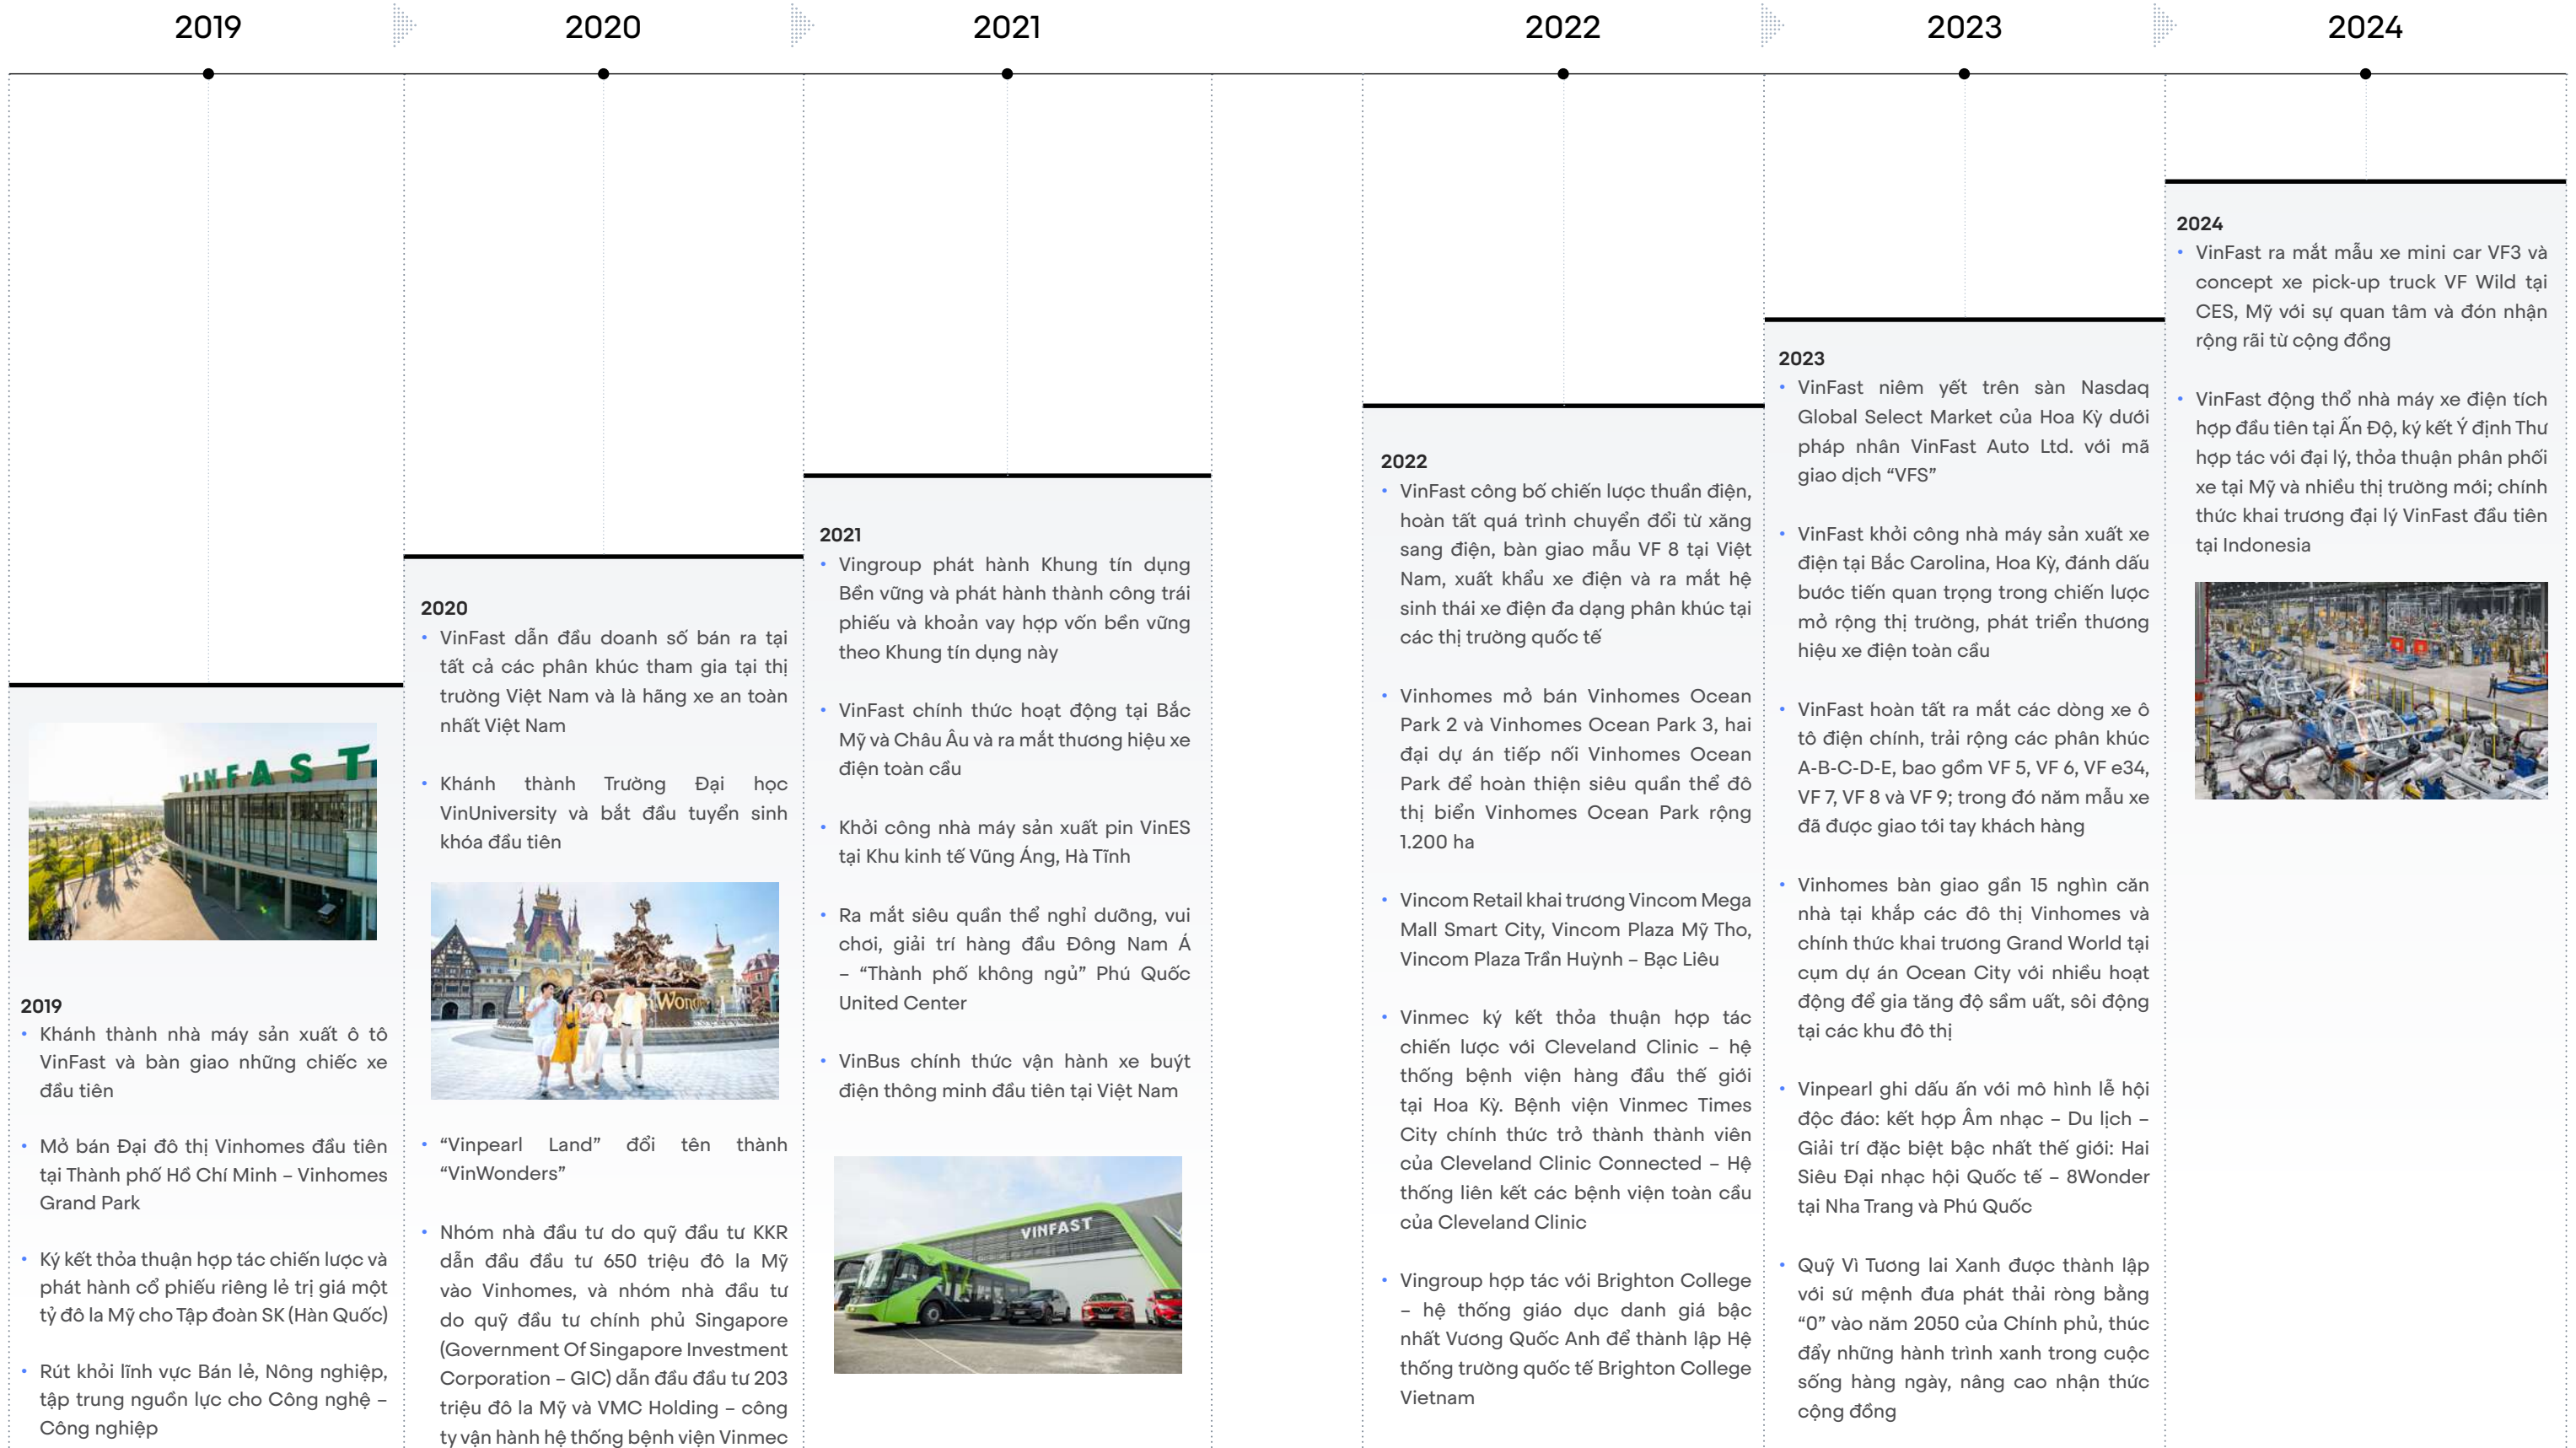 2019
2020
2021
2022
2023
2024
VINFAST
2019
Khánh thành nhà máy sản xuất ô tô
VinFast và bàn giao những chiếc xe
đầu tiên
Mở bán Đại đô thị Vinhomes đầu tiên
tại Thành phố Hồ Chí Minh – Vinhomes
Grand Park
Ký kết thỏa thuận hợp tác chiến lược và
phát hành cổ phiếu riêng lẻ trị giá một
tỷ đô la Mỹ cho Tập đoàn SK (Hàn Quốc)
Rút khỏi lĩnh vực Bán lẻ, Nông nghiệp,
tập trung nguồn lực cho Công nghệ –
Công nghiệp
2020
VinFast dẫn đầu doanh số bán ra tại
tất cả các phân khúc tham gia tại thị
trường Việt Nam và là hãng xe an toàn
nhất Việt Nam
Khánh thành Trường Đại học
VinUniversity và bắt đầu tuyển sinh
khóa đầu tiên
“Vinpearl Land” đổi tên thành
“VinWonders”
Nhóm nhà đầu tư do quỹ đầu tư KKR
dẫn đầu đầu tư 650 triệu đô la Mỹ
vào Vinhomes, và nhóm nhà đầu tư
do quỹ đầu tư chính phủ Singapore
(Government Of Singapore Investment
Corporation – GIC) dẫn đầu đầu tư 203
triệu đô la Mỹ và VMC Holding – công
ty vận hành hệ thống bệnh viện Vinmec
2021
Vingroup phát hành Khung tín dụng
Bền vững và phát hành thành công trái
phiếu và khoản vay hợp vốn bền vững
theo Khung tín dụng này
VinFast chính thức hoạt động tại Bắc
Mỹ và Châu Âu và ra mắt thương hiệu xe
điện toàn cầu
Khởi công nhà máy sản xuất pin VinES
tại Khu kinh tế Vũng Áng, Hà Tĩnh
Ra mắt siêu quần thể nghỉ dưỡng, vui
chơi, giải trí hàng đầu Đông Nam Á
– “Thành phố không ngủ” Phú Quốc
United Center
VinBus chính thức vận hành xe buýt
điện thông minh đầu tiên tại Việt Nam
VINFAST
2022
VinFast công bố chiến lược thuần điện,
hoàn tất quá trình chuyển đổi từ xăng
sang điện, bàn giao mẫu VF 8 tại Việt
Nam, xuất khẩu xe điện và ra mắt hệ
sinh thái xe điện đa dạng phân khúc tại
các thị trường quốc tế
Vinhomes mở bán Vinhomes Ocean
Park 2 và Vinhomes Ocean Park 3, hai
đại dự án tiếp nối Vinhomes Ocean
Park để hoàn thiện siêu quần thể đô
thị biển Vinhomes Ocean Park rộng
1.200 ha
Vincom Retail khai trương Vincom Mega
Mall Smart City, Vincom Plaza Mỹ Tho,
Vincom Plaza Trần Huỳnh – Bạc Liêu
Vinmec ký kết thỏa thuận hợp tác
chiến lược với Cleveland Clinic – hệ
thống bệnh viện hàng đầu thế giới
tại Hoa Kỳ. Bệnh viện Vinmec Times
City chính thức trở thành thành viên
của Cleveland Clinic Connected – Hệ
thống liên kết các bệnh viện toàn cầu
của Cleveland Clinic
Vingroup hợp tác với Brighton College
– hệ thống giáo dục danh giá bậc
nhất Vương Quốc Anh để thành lập Hệ
thống trường quốc tế Brighton College
Vietnam
2023
VinFast niêm yết trên sàn Nasdaq
Global Select Market của Hoa Kỳ dưới
pháp nhân VinFast Auto Ltd. với mã
giao dịch “VFS”
VinFast khởi công nhà máy sản xuất xe
điện tại Bắc Carolina, Hoa Kỳ, đánh dấu
bước tiến quan trọng trong chiến lược
mở rộng thị trường, phát triển thương
hiệu xe điện toàn cầu
VinFast hoàn tất ra mắt các dòng xe ô
tô điện chính, trải rộng các phân khúc
A-B-C-D-E, bao gồm VF 5, VF 6, VF e34,
VF 7, VF 8 và VF 9; trong đó năm mẫu xe
đã được giao tới tay khách hàng
Vinhomes bàn giao gần 15 nghìn căn
nhà tại khắp các đô thị Vinhomes và
chính thức khai trương Grand World tại
cụm dự án Ocean City với nhiều hoạt
động để gia tăng độ sầm uất, sôi động
tại các khu đô thị
Vinpearl ghi dấu ấn với mô hình lễ hội
độc đáo: kết hợp Âm nhạc – Du lịch –
Giải trí đặc biệt bậc nhất thế giới: Hai
Siêu Đại nhạc hội Quốc tế – 8Wonder
tại Nha Trang và Phú Quốc
Quỹ Vì Tương lai Xanh được thành lập
với sứ mệnh đưa phát thải ròng bằng
“0” vào năm 2050 của Chính phủ, thúc
đẩy những hành trình xanh trong cuộc
sống hàng ngày, nâng cao nhận thức
cộng đồng
2024
VinFast ra mắt mẫu xe mini car VF3 và
concept xe pick-up truck VF Wild tại
CES, Mỹ với sự quan tâm và đón nhận
rộng rãi từ cộng đồng
VinFast động thổ nhà máy xe điện tích
hợp đầu tiên tại Ấn Độ, ký kết Ý định Thư
hợp tác với đại lý, thỏa thuận phân phối
xe tại Mỹ và nhiều thị trường mới; chính
thức khai trương đại lý VinFast đầu tiên
tại Indonesia